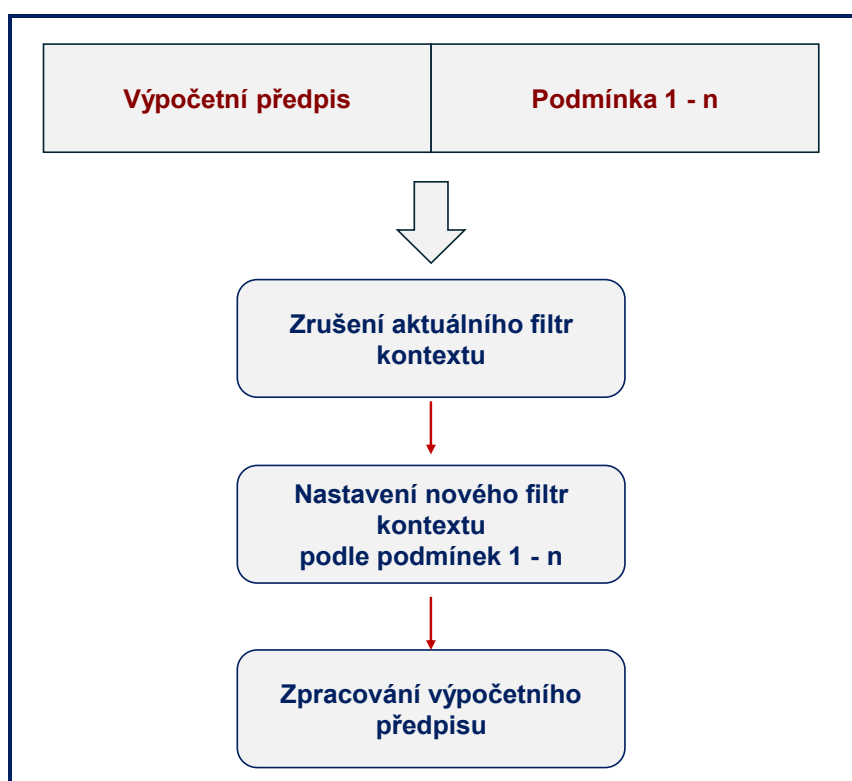 Výpočetní předpis
Podmínka 1 - n
Zrušení aktuálního filtr
kontextu
Nastavení nového filtr
kontextu
podle podmínek 1 - n
Zpracování výpočetního
předpisu